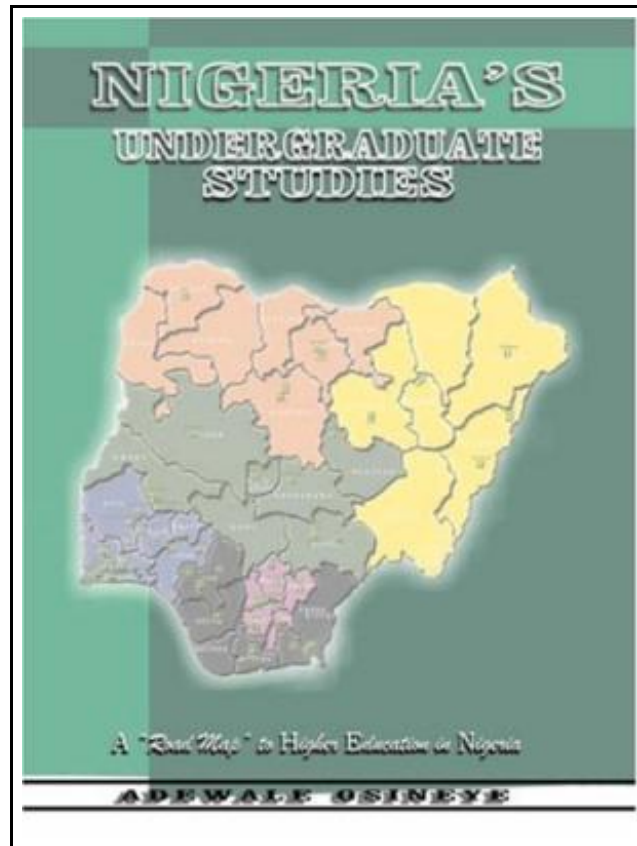 NIGERIA'S
UNDERGRADUATE
STUDIES
A "Road Map" to Higher Education in Nigeria
ADEWALE OSINEYE